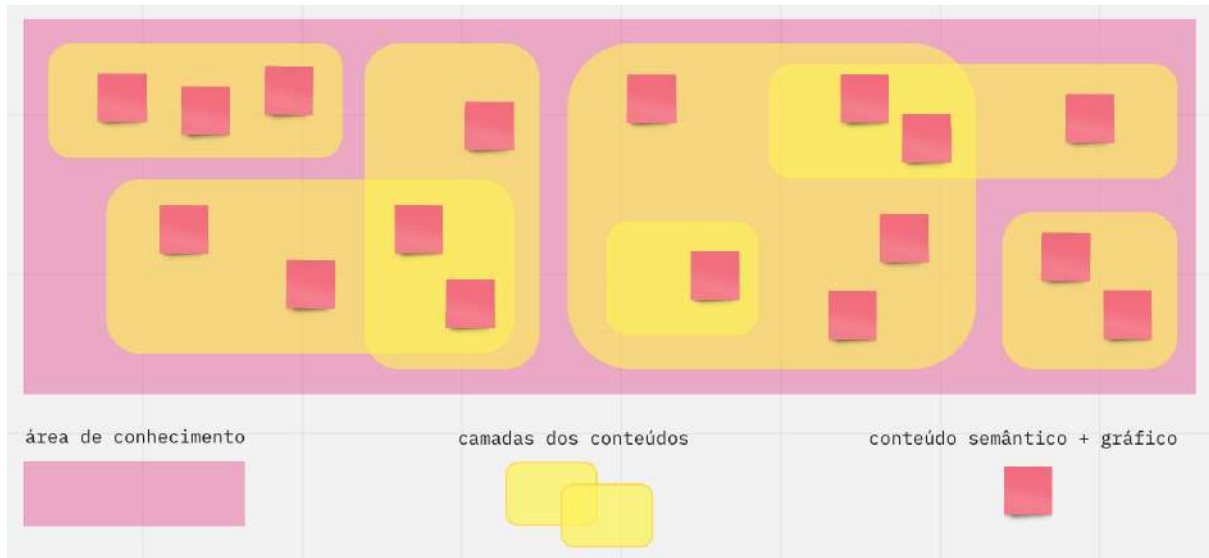 área de conhecimento
camadas dos conteúdos
conteúdo semântico + gráfico